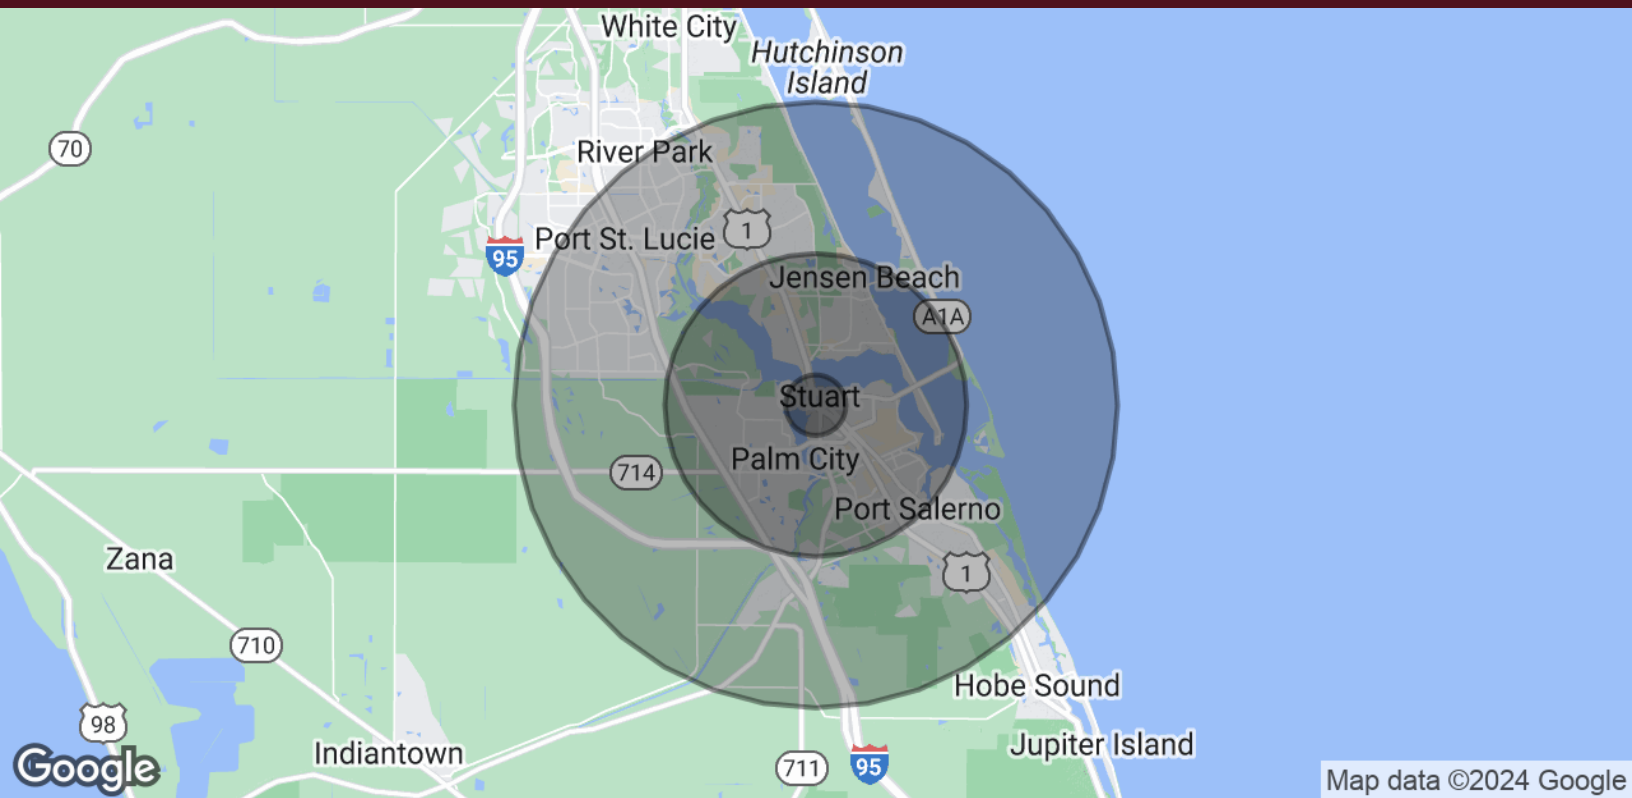 White City
Hutchinson
Island
70
River Park
1
Port St. Lucie
95
Jensen Beach
A1A
Stuart
Palm City
714
Port Salerno
Zana
1
710
Hobe Sound
98
Indiantown
Jupiter Island
711
95
Google
Map data ©2024 Google